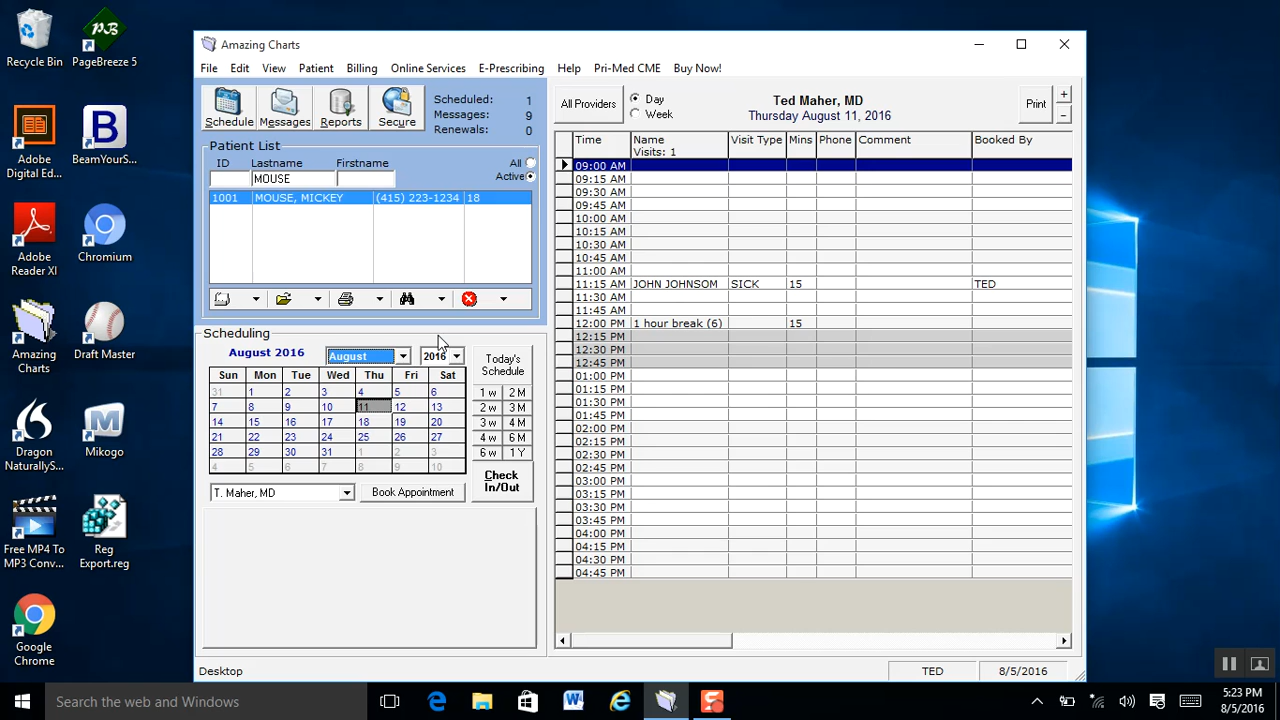 Recycle Bin
PageBreeze 5
Adobe Digital Ed...
BeamYourS...
Adobe Reader XI
Chromium
Amazing Charts
Draft Master
Dragon NaturallyS...
Mikogo
Free MP4 To MP3 Conv...
Reg Export.reg
Google Chrome
Amazing Charts
File Edit View Patient Billing Online Services E-Prescribing Help Pri-Med CME Buy Now!
Schedule Messages Reports Secure
Scheduled: 1
Messages: 9
Renewals: 0
Patient List
ID Lastname Firstname
All
Active
MOUSE
1001 MOUSE, MICKEY (415) 223-1234 18
Scheduling
August 2016 August 2016
Today's Schedule
Sun Mon Tue Wed Thu Fri Sat
31 1 2 3 4 5 6
7 8 9 10 11 12 13
14 15 16 17 18 19 20
21 22 23 24 25 26 27
28 29 30 31 1 2 3
4 5 6 7 8 9 10
1 w 2 M
2 w 3 M
3 w 4 M
4 w 6 M
6 w 1 Y
Check In/Out
T. Maher, MD Book Appointment
All Providers
Day
Week
Ted Maher, MD
Thursday August 11, 2016
Print
+
-
Time Name Visit Type Mins Phone Comment Booked By
Visits: 1
09:00 AM
09:15 AM
09:30 AM
09:45 AM
10:00 AM
10:15 AM
10:30 AM
10:45 AM
11:00 AM
11:15 AM JOHN JOHNSOM SICK 15 TED
11:30 AM
11:45 AM
12:00 PM 1 hour break (6) 15
12:15 PM
12:30 PM
12:45 PM
01:00 PM
01:15 PM
01:30 PM
01:45 PM
02:00 PM
02:15 PM
02:30 PM
02:45 PM
03:00 PM
03:15 PM
03:30 PM
03:45 PM
04:00 PM
04:15 PM
04:30 PM
04:45 PM
Desktop TED 8/5/2016
Search the web and Windows
5:23 PM
8/5/2016